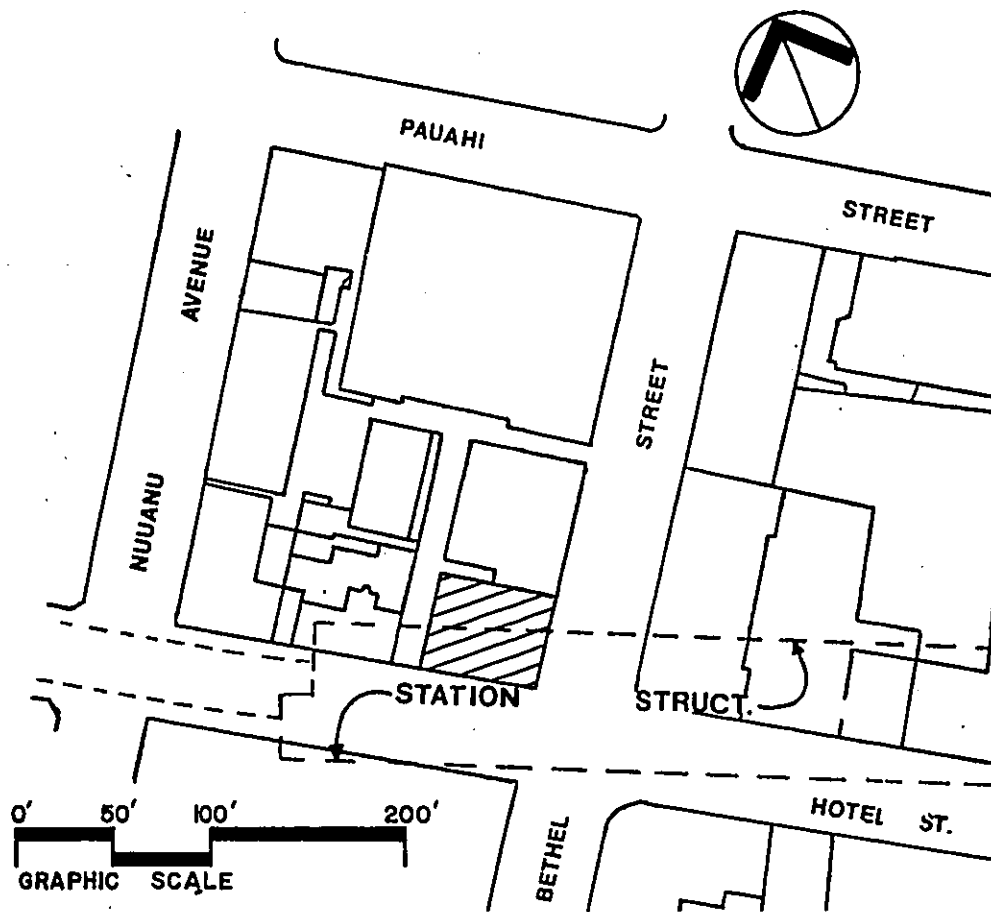 PAUAHI
STREET
AVENUE
STREET
NUUANU
STATION
STRUCT.
0' 50' 100' 200'
GRAPHIC SCALE
HOTEL ST.
BETHEL